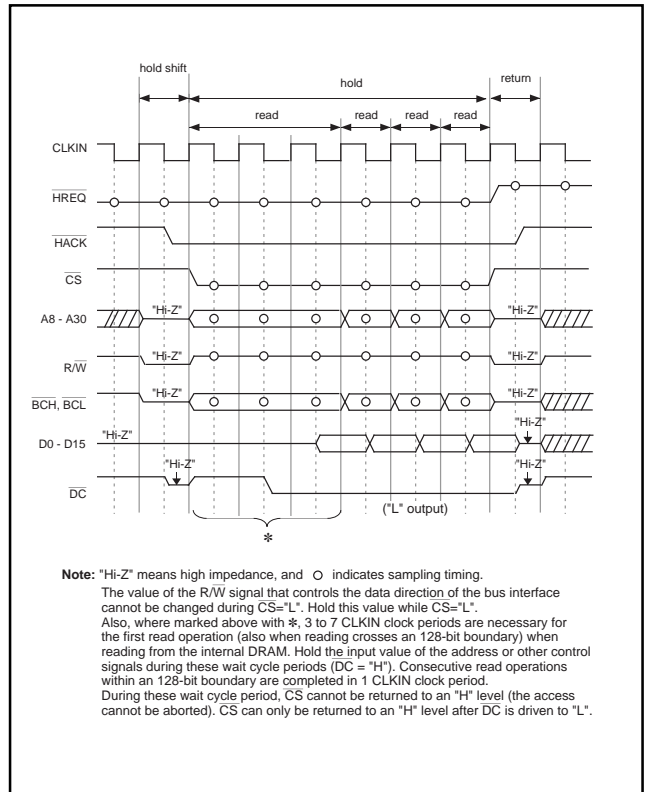 hold shift
hold
return
read
read
read
read
CLKIN
HREQ
HACK
CS
A8 - A30
"Hi-Z"
"Hi-Z"
R/W
"Hi-Z"
"Hi-Z"
BCH, BCL
"Hi-Z"
"Hi-Z"
D0 - D15
"Hi-Z"
"Hi-Z"
DC
"Hi-Z"
"Hi-Z"
("L" output)
*
Note: "Hi-Z" means high impedance, and ○ indicates sampling timing.
The value of the R/W signal that controls the data direction of the bus interface
cannot be changed during CS="L". Hold this value while CS="L".
Also, where marked above with *, 3 to 7 CLKIN clock periods are necessary for
the first read operation (also when reading crosses an 128-bit boundary) when
reading from the internal DRAM. Hold the input value of the address or other control
signals during these wait cycle periods (DC = "H"). Consecutive read operations
within an 128-bit boundary are completed in 1 CLKIN clock period.
During these wait cycle period, CS cannot be returned to an "H" level (the access
cannot be aborted). CS can only be returned to an "H" level after DC is driven to "L".